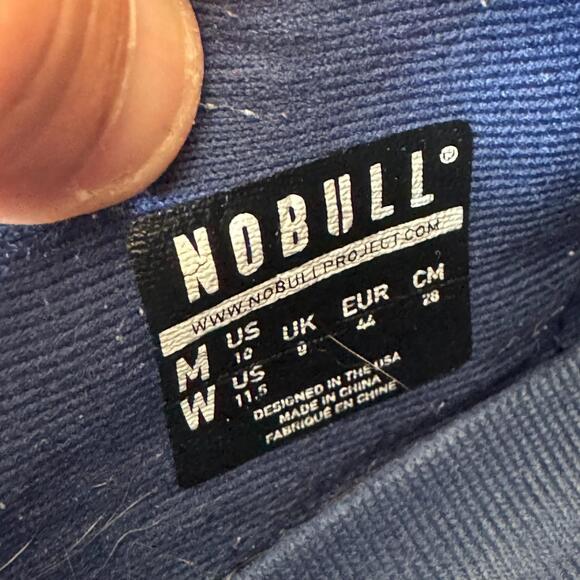 NOBULL®
WWW.NOBULLPROJECT.COM
M US 10 UK 9 EUR 44 CM 28
W US 11.5
DESIGNED IN THE USA
MADE IN CHINA
FABRIQUÉ EN CHINE